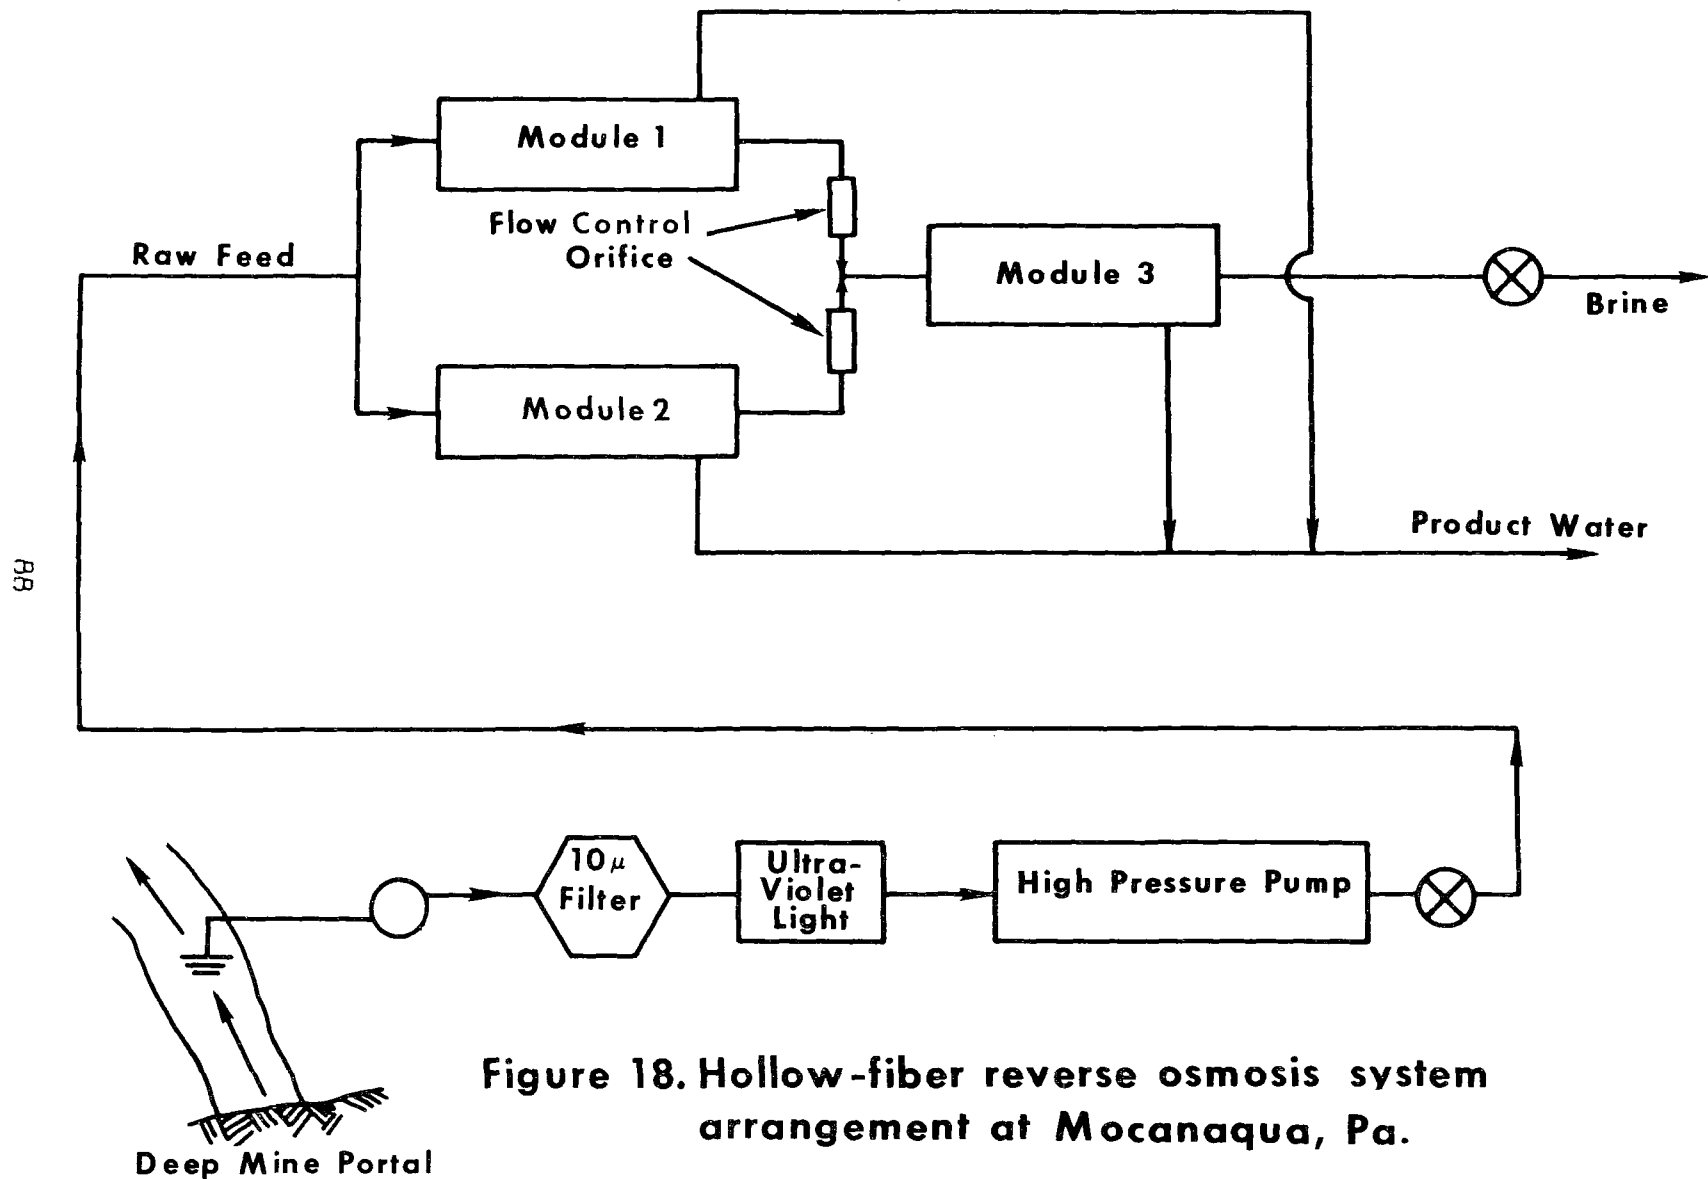 Module 1
Flow Control
Orifice
Raw Feed
Module 3
Brine
Module 2
Product Water
88
10μ
Filter
Ultra-
Violet
Light
High Pressure Pump
Deep Mine Portal
Figure 18. Hollow-fiber reverse osmosis system
arrangement at Mocanaqua, Pa.